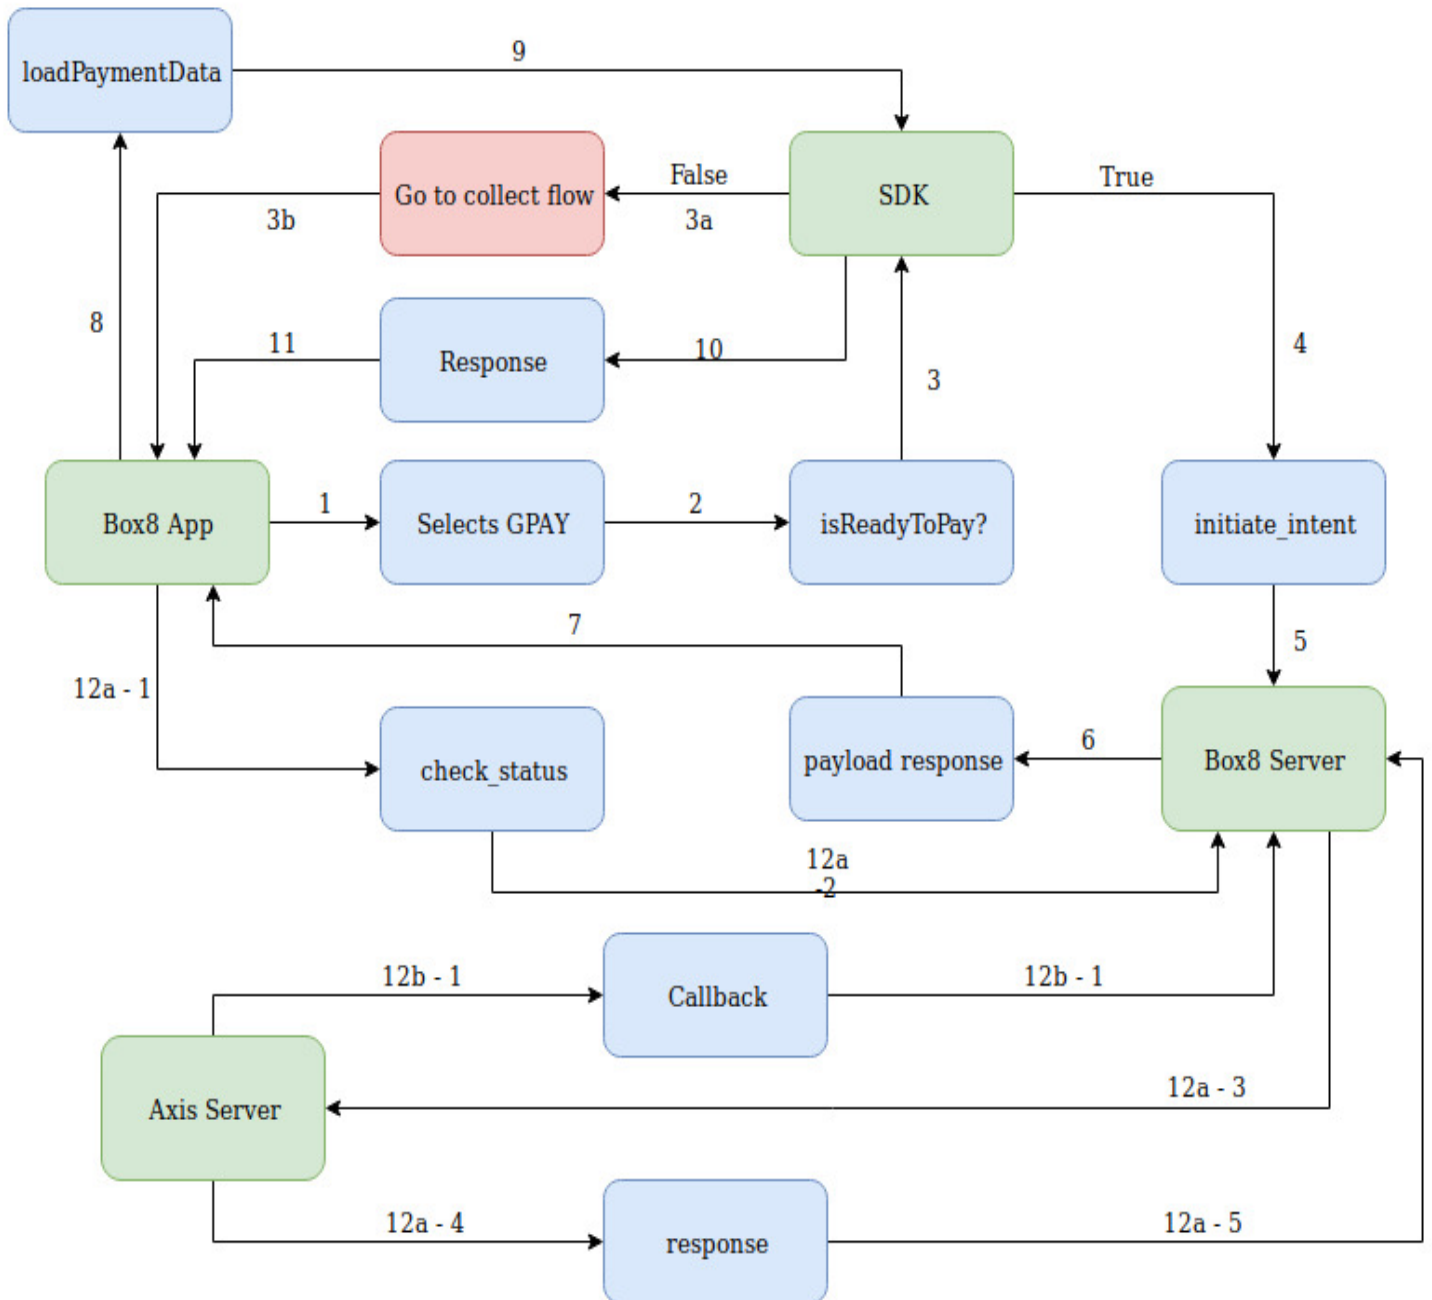 9
loadPaymentData
False
True
Go to collect flow
SDK
3b
3a
8
11
10
4
Response
3
1
2
Box8 App
Selects GPAY
isReadyToPay?
initiate_intent
7
5
12a - 1
6
check_status
payload response
Box8 Server
12a
-2
12b - 1
12b - 1
Callback
12a - 3
Axis Server
12a - 4
12a - 5
response